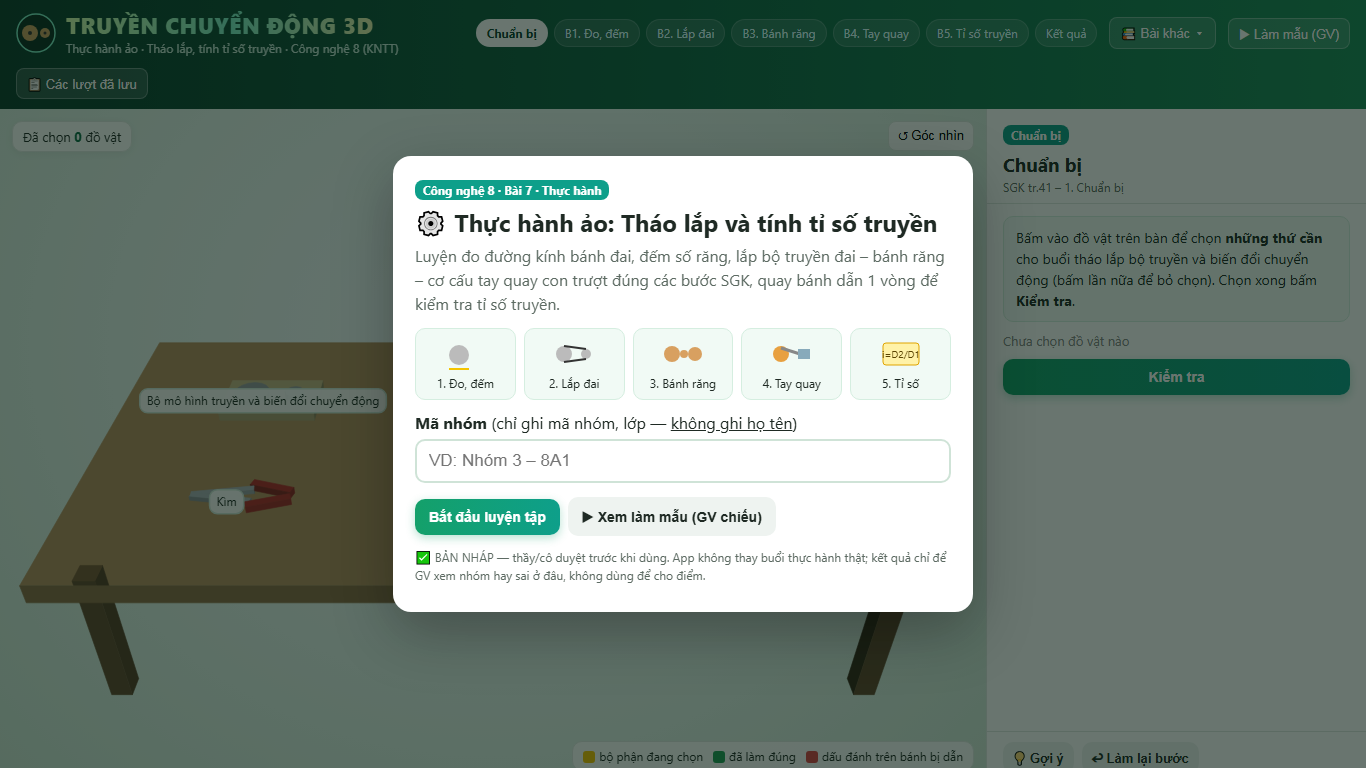 TRUYỀN CHUYỂN ĐỘNG 3D
Thực hành ảo · Tháo lắp, tính tỉ số truyền · Công nghệ 8 (KNTT)
Chuẩn bị
B1. Đo, đếm
B2. Lắp đai
B3. Bánh răng
B4. Tay quay
B5. Tỉ số truyền
Kết quả
Bài khác
Làm mẫu (GV)
Các lượt đã lưu
Đã chọn 0 đồ vật
Góc nhìn
Bộ mô hình truyền và biến đổi chuyển động
Kìm
Công nghệ 8 · Bài 7 · Thực hành
Thực hành ảo: Tháo lắp và tính tỉ số truyền
Luyện đo đường kính bánh đai, đếm số răng, lắp bộ truyền đai – bánh răng
– cơ cấu tay quay con trượt đúng các bước SGK, quay bánh dẫn 1 vòng để
kiểm tra tỉ số truyền.
1. Đo, đếm
2. Lắp đai
3. Bánh răng
4. Tay quay
i=D2/D1
5. Tỉ số
Mã nhóm (chỉ ghi mã nhóm, lớp — không ghi họ tên)
VD: Nhóm 3 – 8A1
Bắt đầu luyện tập
Xem làm mẫu (GV chiếu)
BẢN NHÁP — thầy/cô duyệt trước khi dùng. App không thay buổi thực hành thật; kết quả chỉ để
GV xem nhóm hay sai ở đâu, không dùng để cho điểm.
bộ phận đang chọn
đã làm đúng
dấu đánh trên bánh bị dẫn
Chuẩn bị
Chuẩn bị
SGK tr.41 – 1. Chuẩn bị
Bấm vào đồ vật trên bàn để chọn những thứ cần
cho buổi tháo lắp bộ truyền và biến đổi chuyển
động (bấm lần nữa để bỏ chọn). Chọn xong bấm
Kiểm tra.
Chưa chọn đồ vật nào
Kiểm tra
Gợi ý
Làm lại bước